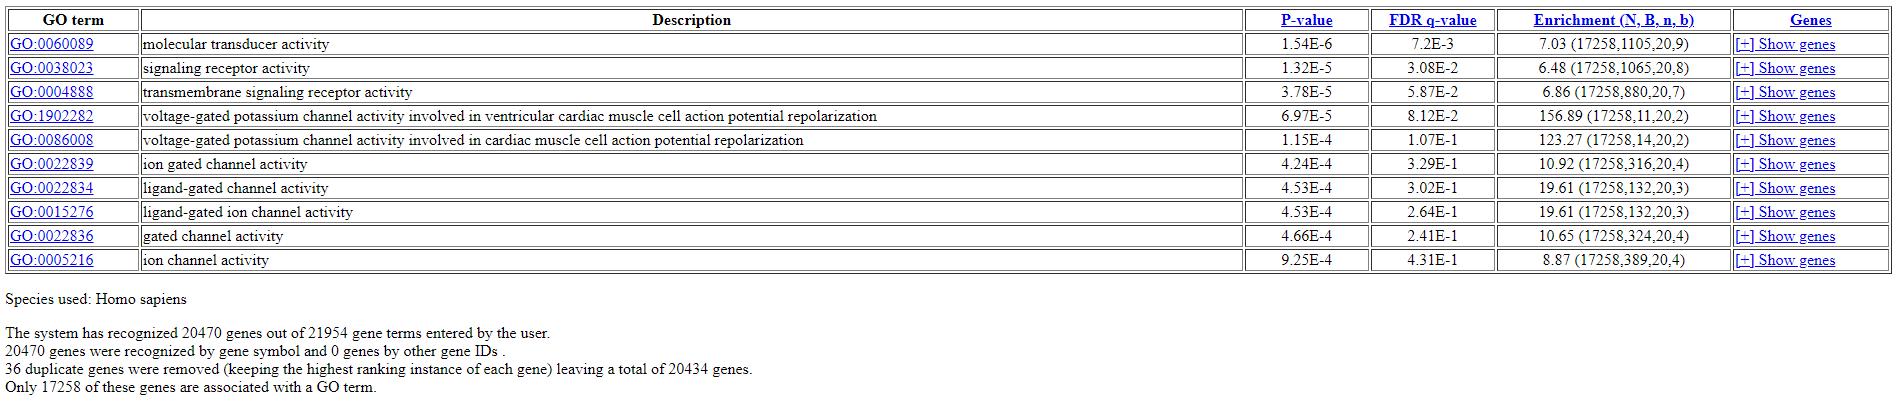 GO term Description P-value FDR q-value Enrichment (N, B, n, b) Genes
GO:0060089 molecular transducer activity 1.54E-6 7.2E-3 7.03 (17258,1105,20,9) [+] Show genes
GO:0038023 signaling receptor activity 1.32E-5 3.08E-2 6.48 (17258,1065,20,8) [+] Show genes
GO:0004888 transmembrane signaling receptor activity 3.78E-5 5.87E-2 6.86 (17258,880,20,7) [+] Show genes
GO:1902282 voltage-gated potassium channel activity involved in ventricular cardiac muscle cell action potential repolarization 6.97E-5 8.12E-2 156.89 (17258,11,20,2) [+] Show genes
GO:0086008 voltage-gated potassium channel activity involved in cardiac muscle cell action potential repolarization 1.15E-4 1.07E-1 123.27 (17258,14,20,2) [+] Show genes
GO:0022839 ion gated channel activity 4.24E-4 3.29E-1 10.92 (17258,316,20,4) [+] Show genes
GO:0022834 ligand-gated channel activity 4.53E-4 3.02E-1 19.61 (17258,132,20,3) [+] Show genes
GO:0015276 ligand-gated ion channel activity 4.53E-4 2.64E-1 19.61 (17258,132,20,3) [+] Show genes
GO:0022836 gated channel activity 4.66E-4 2.41E-1 10.65 (17258,324,20,4) [+] Show genes
GO:0005216 ion channel activity 9.25E-4 4.31E-1 8.87 (17258,389,20,4) [+] Show genes
Species used: Homo sapiens
The system has recognized 20470 genes out of 21954 gene terms entered by the user.
20470 genes were recognized by gene symbol and 0 genes by other gene IDs .
36 duplicate genes were removed (keeping the highest ranking instance of each gene) leaving a total of 20434 genes.
Only 17258 of these genes are associated with a GO term.